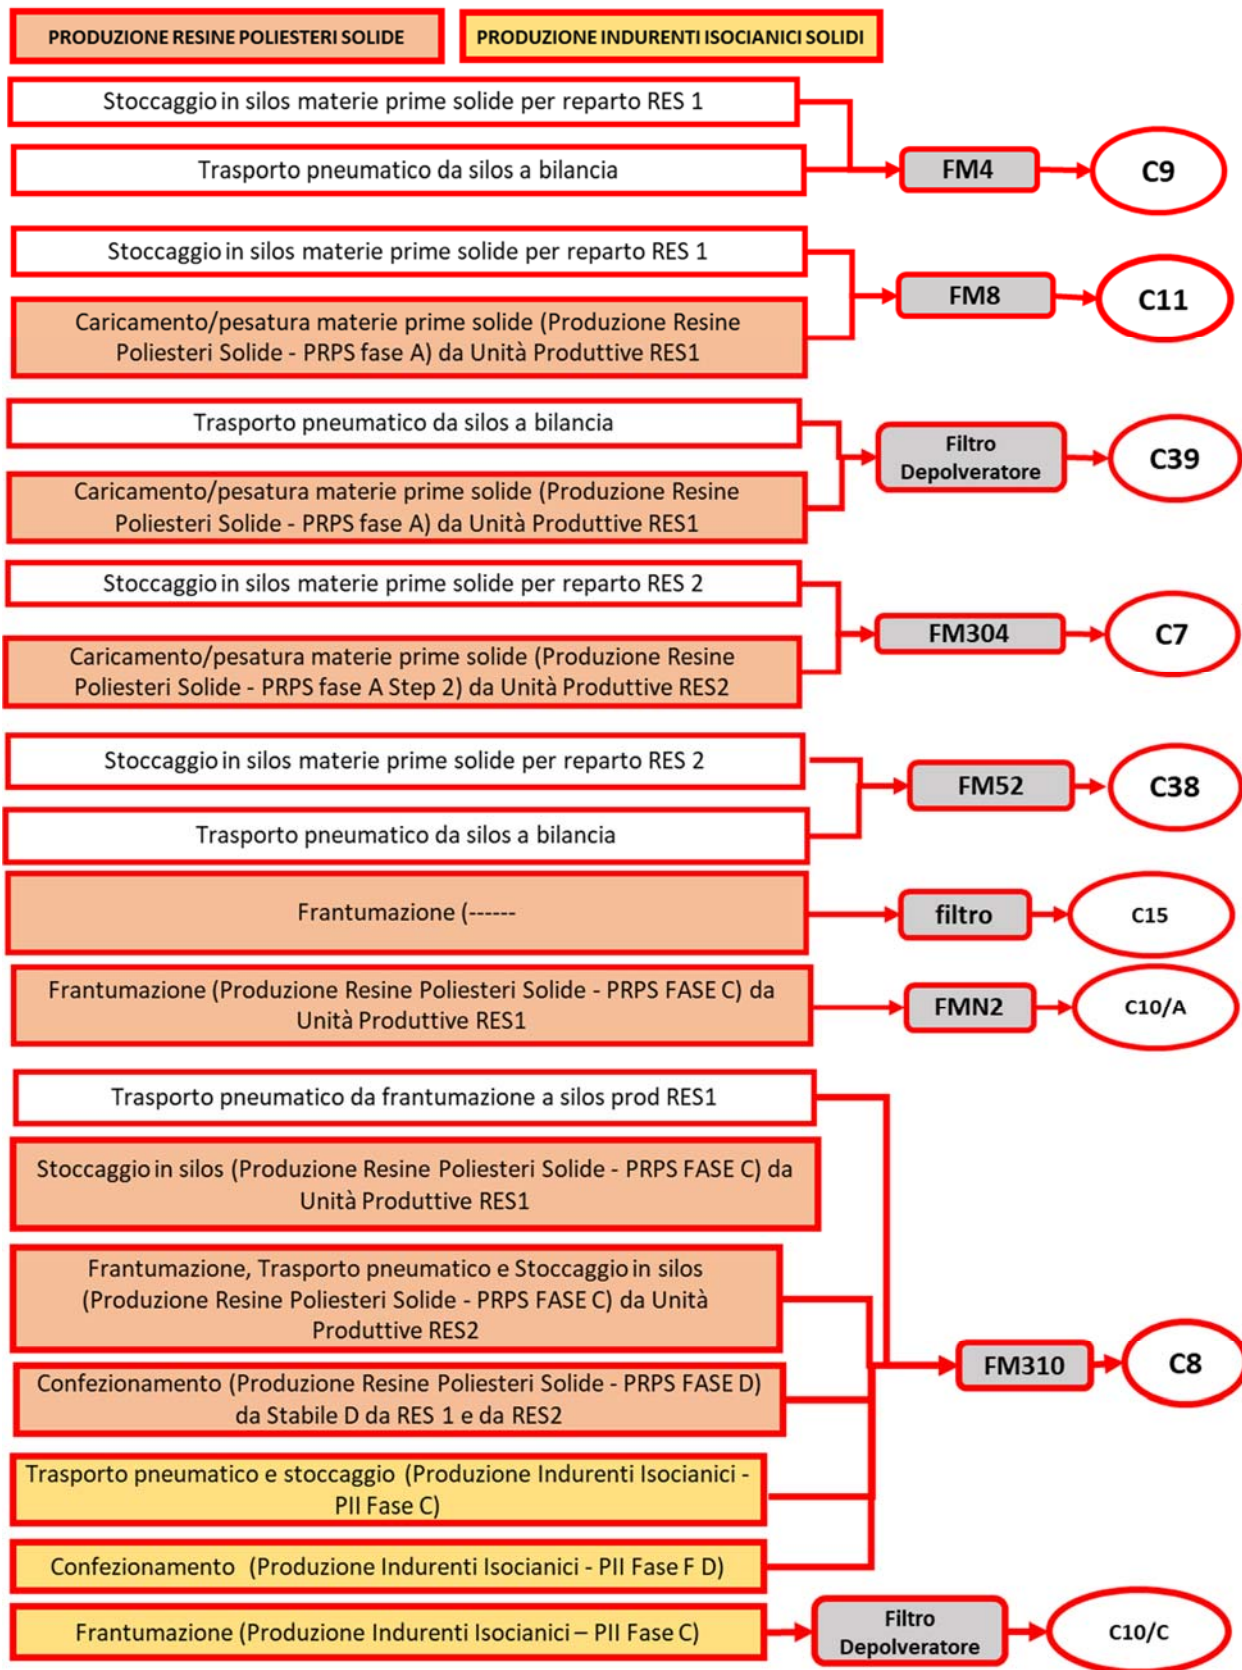 PRODUZIONE RESINE POLIESTERI SOLIDE
PRODUZIONE INDURENTI ISOCIANICI SOLIDI
Stoccaggio in silos materie prime solide per reparto RES 1
Trasporto pneumatico da silos a bilancia
FM4
C9
Stoccaggio in silos materie prime solide per reparto RES 1
Caricamento/pesatura materie prime solide (Produzione Resine
Poliesteri Solide - PRPS fase A) da Unità Produttive RES1
FM8
C11
Trasporto pneumatico da silos a bilancia
Caricamento/pesatura materie prime solide (Produzione Resine
Poliesteri Solide - PRPS fase A) da Unità Produttive RES1
Filtro
Depolveratore
C39
Stoccaggio in silos materie prime solide per reparto RES 2
Caricamento/pesatura materie prime solide (Produzione Resine
Poliesteri Solide - PRPS fase A Step 2) da Unità Produttive RES2
FM304
C7
Stoccaggio in silos materie prime solide per reparto RES 2
Trasporto pneumatico da silos a bilancia
FM52
C38
Frantumazione (------
filtro
C15
Frantumazione (Produzione Resine Poliesteri Solide - PRPS FASE C) da
Unità Produttive RES1
FMN2
C10/A
Trasporto pneumatico da frantumazione a silos prod RES1
Stoccaggio in silos (Produzione Resine Poliesteri Solide - PRPS FASE C) da
Unità Produttive RES1
Frantumazione, Trasporto pneumatico e Stoccaggio in silos
(Produzione Resine Poliesteri Solide - PRPS FASE C) da Unità
Produttive RES2
Confezionamento (Produzione Resine Poliesteri Solide - PRPS FASE D)
da Stabile D da RES 1 e da RES2
Trasporto pneumatico e stoccaggio (Produzione Indurenti Isocianici -
PII Fase C)
Confezionamento (Produzione Indurenti Isocianici - PII Fase F D)
FM310
C8
Frantumazione (Produzione Indurenti Isocianici – PII Fase C)
Filtro
Depolveratore
C10/C